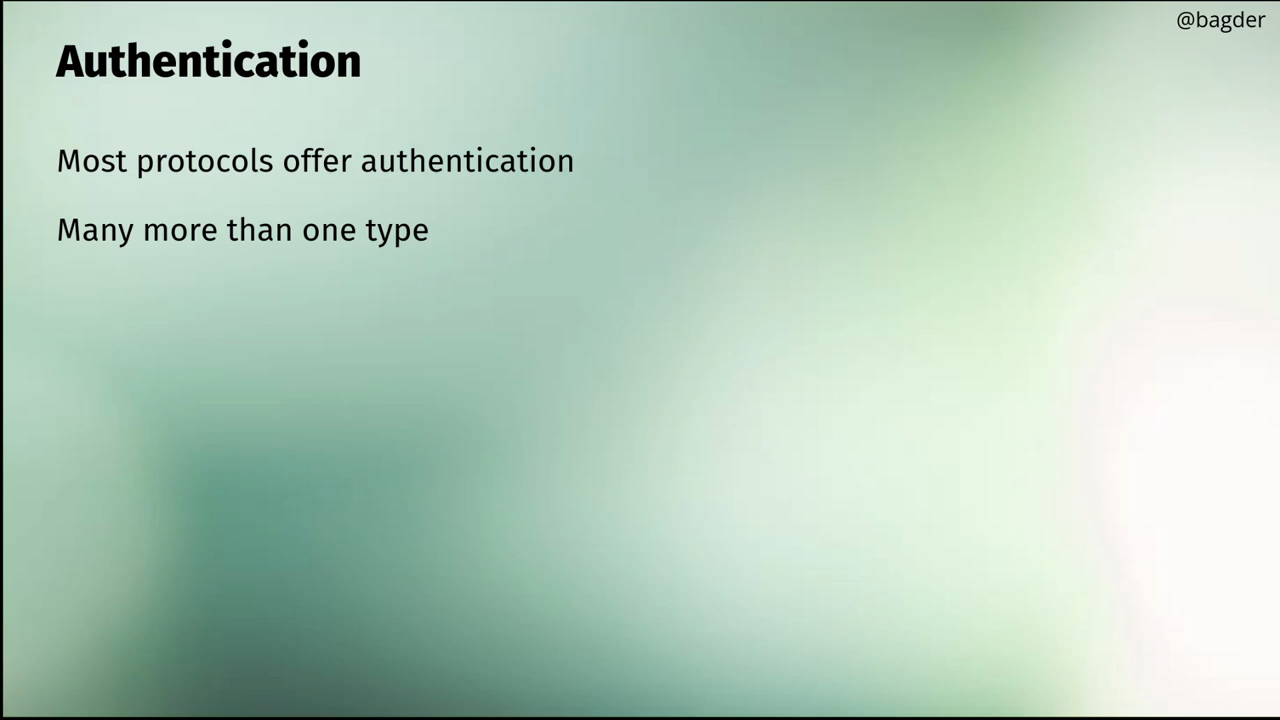 @bagder
Authentication
Most protocols offer authentication
Many more than one type